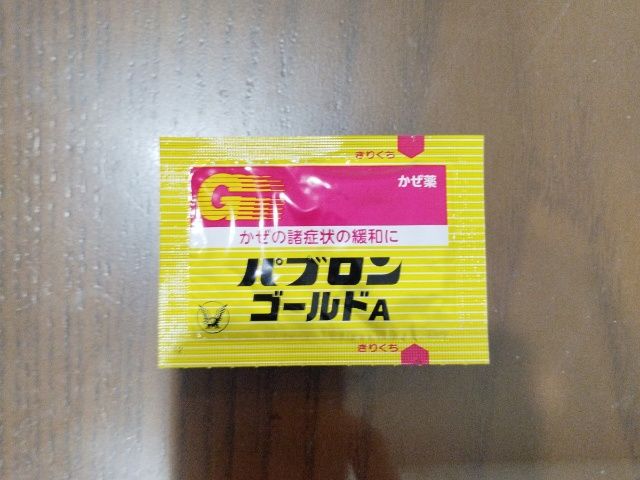 きりくち
G
かぜ薬
かぜの諸症状の緩和に
パブロン
ゴールドA
きりくち